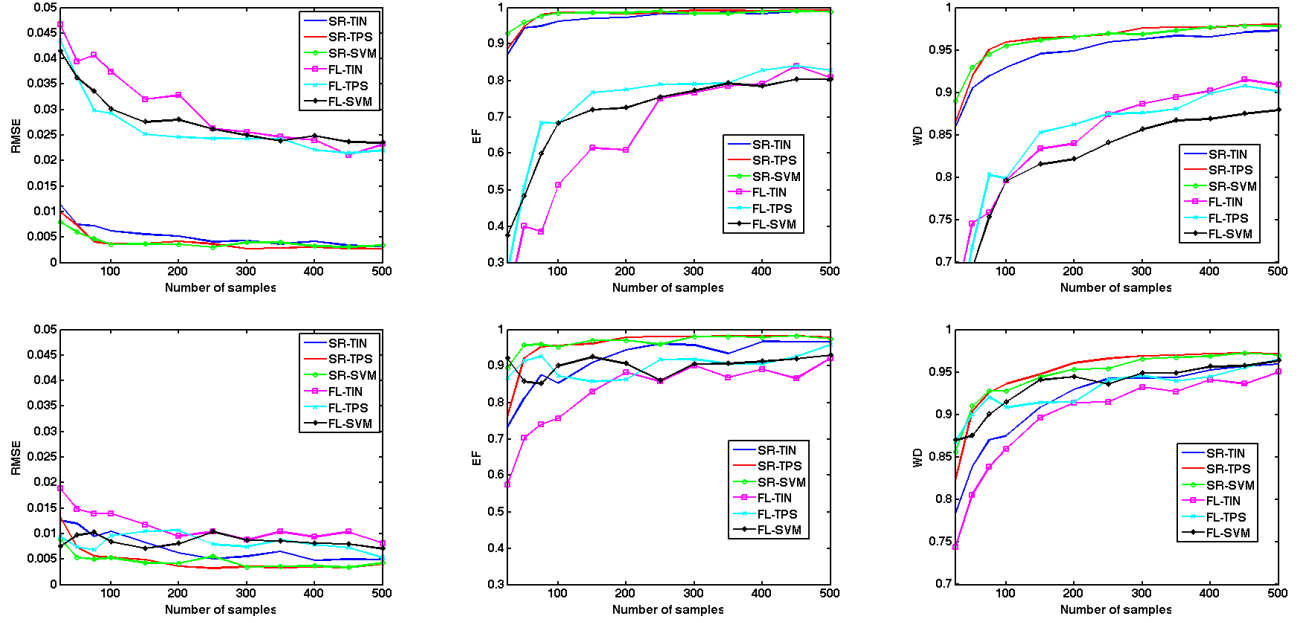 0.05
0.045
0.04
0.035
0.03
0.025
0.02
0.015
0.01
0.005
0
RMSE
100 200 300 400 500
Number of samples
SR-TIN
SR-TPS
SR-SVM
FL-TIN
FL-TPS
FL-SVM
1
0.9
0.8
0.7
0.6
0.5
0.4
0.3
EF
100 200 300 400 500
Number of samples
SR-TIN
SR-TPS
SR-SVM
FL-TIN
FL-TPS
FL-SVM
1
0.95
0.9
0.85
0.8
0.75
0.7
WD
100 200 300 400 500
Number of samples
SR-TIN
SR-TPS
SR-SVM
FL-TIN
FL-TPS
FL-SVM
0.05
0.045
0.04
0.035
0.03
0.025
0.02
0.015
0.01
0.005
0
RMSE
100 200 300 400 500
Number of samples
SR-TIN
SR-TPS
SR-SVM
FL-TIN
FL-TPS
FL-SVM
1
0.9
0.8
0.7
0.6
0.5
0.4
0.3
EF
100 200 300 400 500
Number of samples
SR-TIN
SR-TPS
SR-SVM
FL-TIN
FL-TPS
FL-SVM
1
0.95
0.9
0.85
0.8
0.75
0.7
WD
100 200 300 400 500
Number of samples
SR-TIN
SR-TPS
SR-SVM
FL-TIN
FL-TPS
FL-SVM